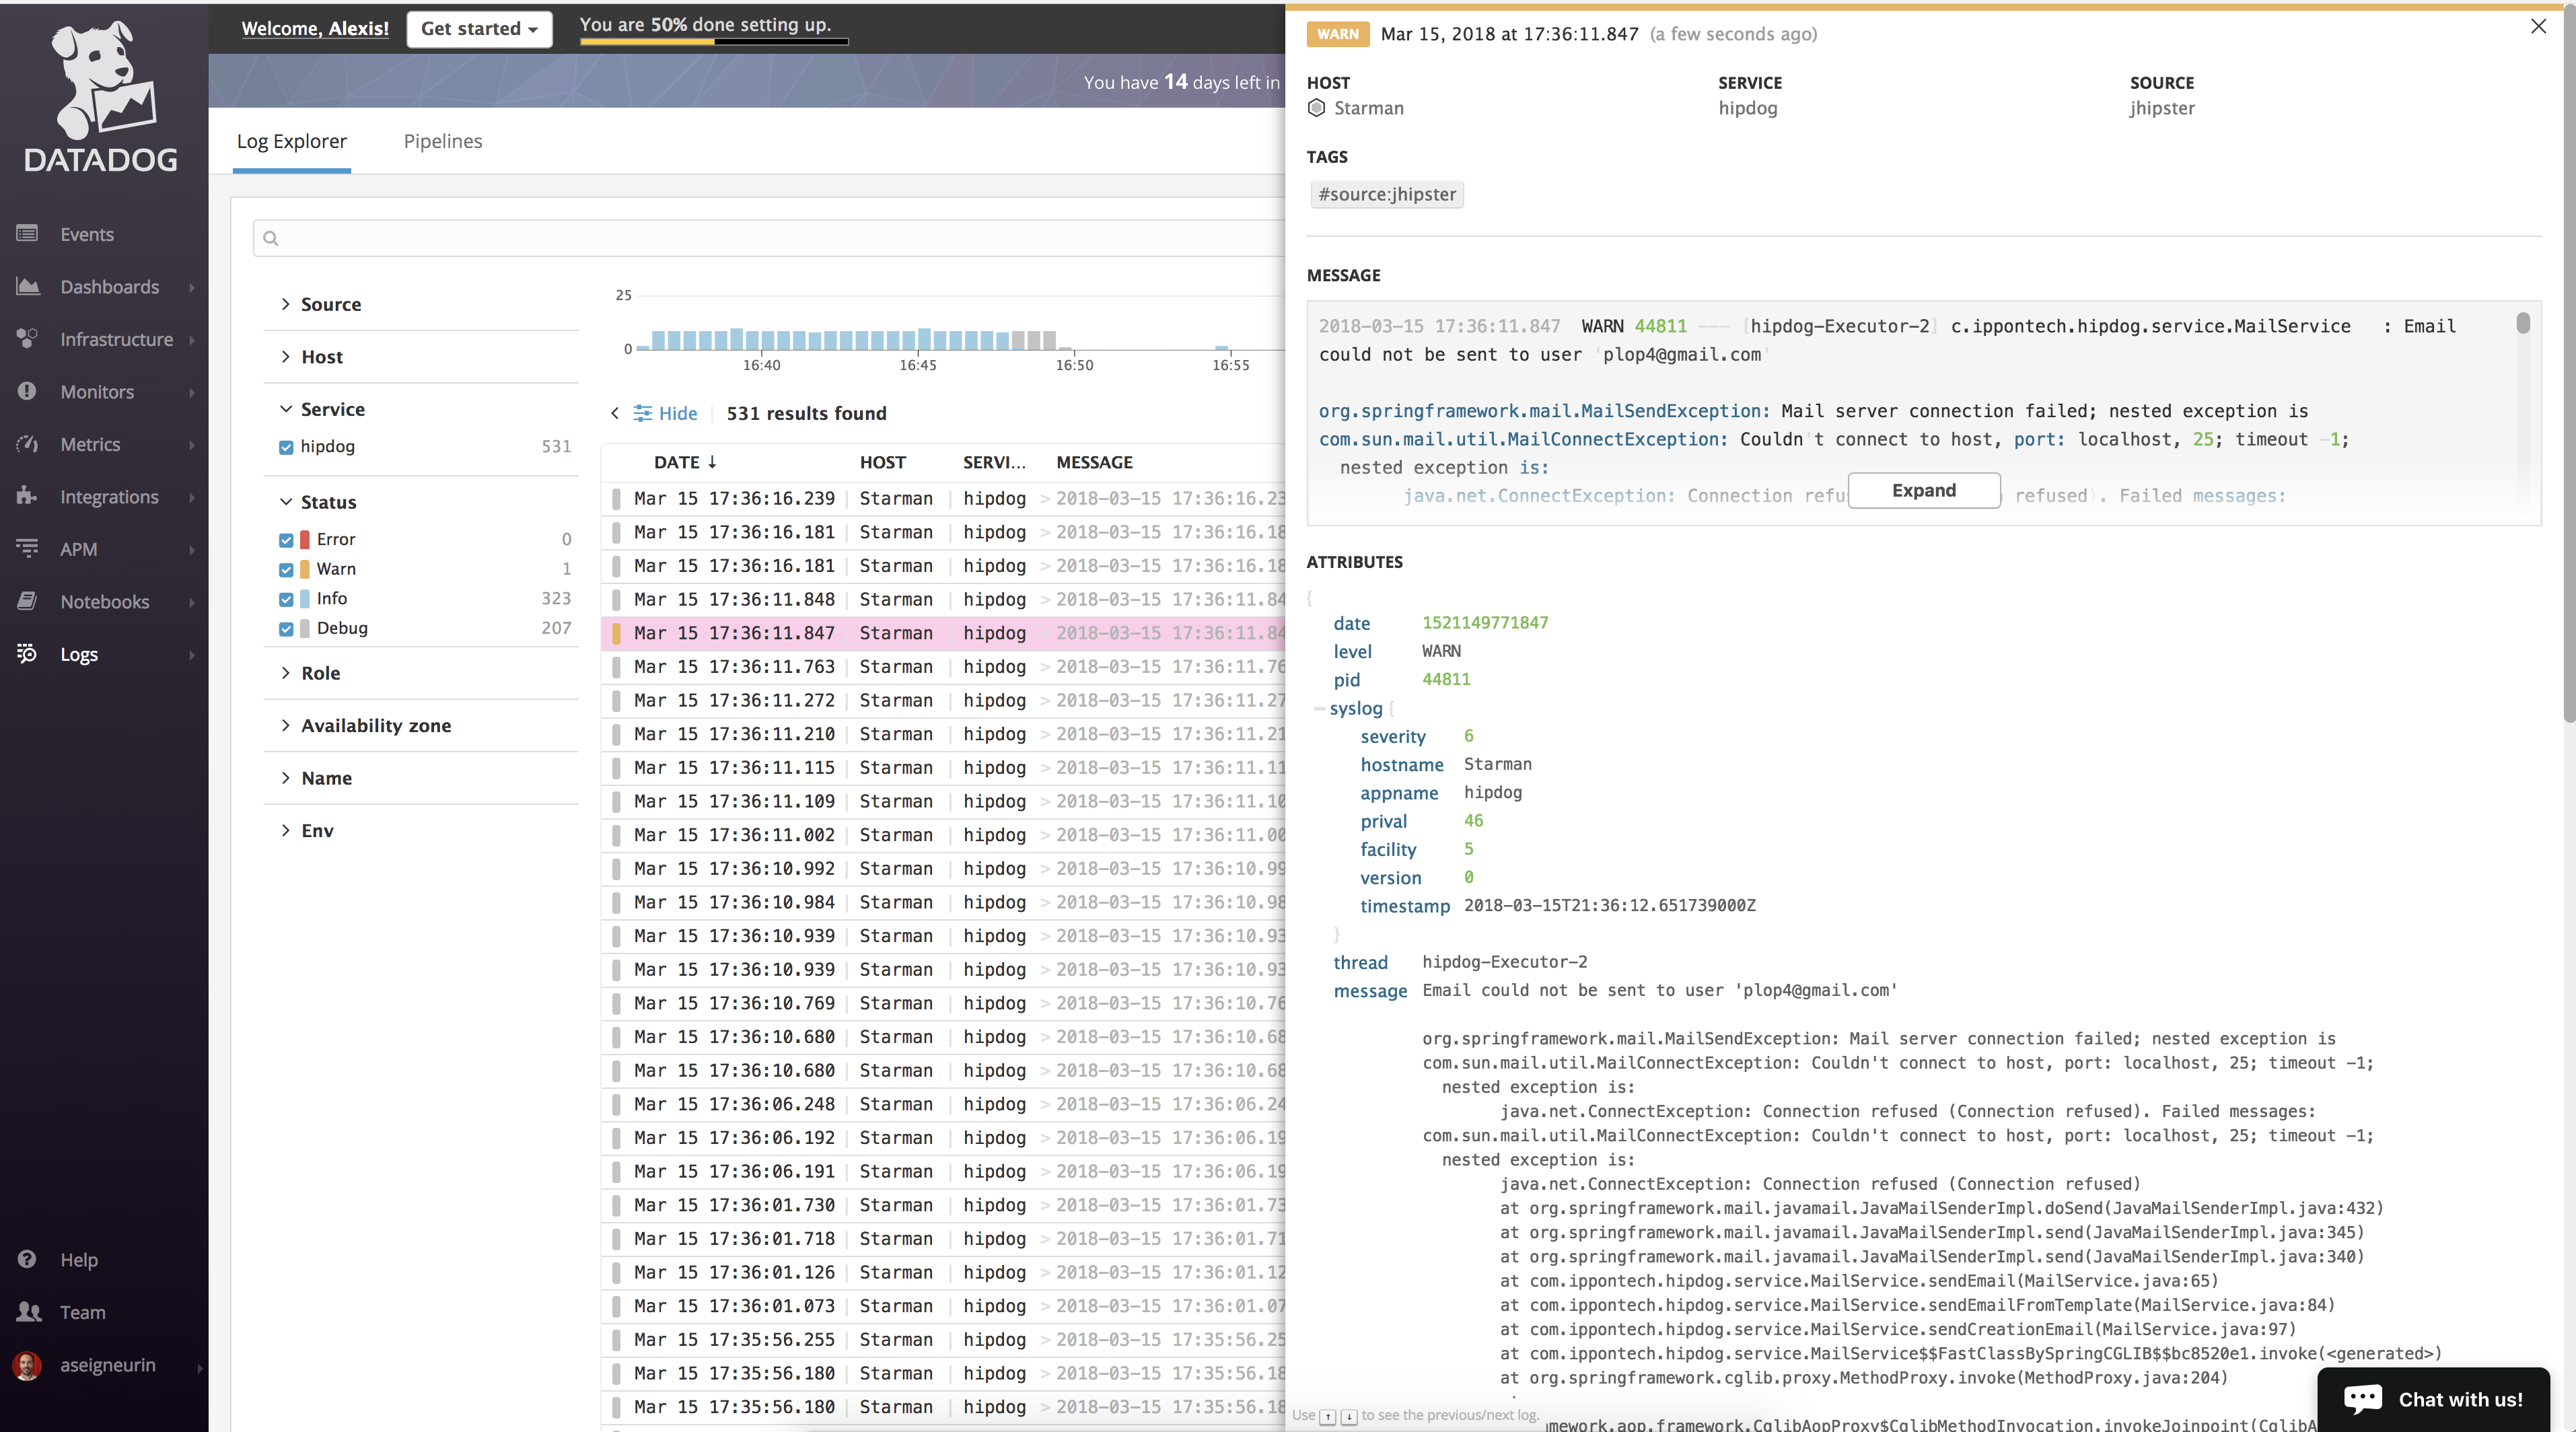 DATADOG
Events
Dashboards
Infrastructure
Monitors
Metrics
Integrations
APM
Notebooks
Logs
Help
Team
aseigneurin
Welcome, Alexis!
Get started
You are 50% done setting up.
You have 14 days left in
Log Explorer
Pipelines
Source
Host
Service
hipdog 531
Status
Error 0
Warn 1
Info 323
Debug 207
Role
Availability zone
Name
Env
25
0
16:40 16:45 16:50 16:55
Hide 531 results found
DATE ↓ HOST SERVI... MESSAGE
Mar 15 17:36:16.239 Starman hipdog > 2018-03-15 17:36:16.23
Mar 15 17:36:16.181 Starman hipdog > 2018-03-15 17:36:16.18
Mar 15 17:36:16.181 Starman hipdog > 2018-03-15 17:36:16.18
Mar 15 17:36:11.848 Starman hipdog > 2018-03-15 17:36:11.84
Mar 15 17:36:11.847 Starman hipdog 2018-03-15 17:36:11.84
Mar 15 17:36:11.763 Starman hipdog > 2018-03-15 17:36:11.76
Mar 15 17:36:11.272 Starman hipdog > 2018-03-15 17:36:11.27
Mar 15 17:36:11.210 Starman hipdog > 2018-03-15 17:36:11.21
Mar 15 17:36:11.115 Starman hipdog > 2018-03-15 17:36:11.11
Mar 15 17:36:11.109 Starman hipdog > 2018-03-15 17:36:11.10
Mar 15 17:36:11.002 Starman hipdog > 2018-03-15 17:36:11.00
Mar 15 17:36:10.992 Starman hipdog > 2018-03-15 17:36:10.99
Mar 15 17:36:10.984 Starman hipdog > 2018-03-15 17:36:10.98
Mar 15 17:36:10.939 Starman hipdog > 2018-03-15 17:36:10.93
Mar 15 17:36:10.939 Starman hipdog > 2018-03-15 17:36:10.93
Mar 15 17:36:10.769 Starman hipdog > 2018-03-15 17:36:10.76
Mar 15 17:36:10.680 Starman hipdog > 2018-03-15 17:36:10.68
Mar 15 17:36:10.680 Starman hipdog > 2018-03-15 17:36:10.68
Mar 15 17:36:06.248 Starman hipdog > 2018-03-15 17:36:06.24
Mar 15 17:36:06.192 Starman hipdog > 2018-03-15 17:36:06.19
Mar 15 17:36:06.191 Starman hipdog > 2018-03-15 17:36:06.19
Mar 15 17:36:01.730 Starman hipdog > 2018-03-15 17:36:01.73
Mar 15 17:36:01.718 Starman hipdog > 2018-03-15 17:36:01.71
Mar 15 17:36:01.126 Starman hipdog > 2018-03-15 17:36:01.12
Mar 15 17:36:01.073 Starman hipdog > 2018-03-15 17:36:01.07
Mar 15 17:35:56.255 Starman hipdog > 2018-03-15 17:35:56.25
Mar 15 17:35:56.180 Starman hipdog > 2018-03-15 17:35:56.18
Mar 15 17:35:56.180 Starman hipdog > 2018-03-15 17:35:56.18
WARN Mar 15, 2018 at 17:36:11.847 (a few seconds ago)
HOST SERVICE SOURCE
Starman hipdog jhipster
TAGS
#source:jhipster
MESSAGE
2018-03-15 17:36:11.847 WARN 44811 --- [hipdog-Executor-2] c.ippontech.hipdog.service.MailService : Email
could not be sent to user 'plop4@gmail.com'
org.springframework.mail.MailSendException: Mail server connection failed; nested exception is
com.sun.mail.util.MailConnectException: Couldn't connect to host, port: localhost, 25; timeout -1;
nested exception is:
java.net.ConnectException: Connection refu refused). Failed messages:
Expand
ATTRIBUTES
{
date 1521149771847
level WARN
pid 44811
syslog {
severity 6
hostname Starman
appname hipdog
prival 46
facility 5
version 0
timestamp 2018-03-15T21:36:12.651739000Z
}
thread hipdog-Executor-2
message Email could not be sent to user 'plop4@gmail.com'
org.springframework.mail.MailSendException: Mail server connection failed; nested exception is
com.sun.mail.util.MailConnectException: Couldn't connect to host, port: localhost, 25; timeout -1;
nested exception is:
java.net.ConnectException: Connection refused (Connection refused). Failed messages:
com.sun.mail.util.MailConnectException: Couldn't connect to host, port: localhost, 25; timeout -1;
nested exception is:
java.net.ConnectException: Connection refused (Connection refused)
at org.springframework.mail.javamail.JavaMailSenderImpl.doSend(JavaMailSenderImpl.java:432)
at org.springframework.mail.javamail.JavaMailSenderImpl.send(JavaMailSenderImpl.java:345)
at org.springframework.mail.javamail.JavaMailSenderImpl.send(JavaMailSenderImpl.java:340)
at com.ippontech.hipdog.service.MailService.sendEmail(MailService.java:65)
at com.ippontech.hipdog.service.MailService.sendEmailFromTemplate(MailService.java:84)
at com.ippontech.hipdog.service.MailService.sendCreationEmail(MailService.java:97)
at com.ippontech.hipdog.service.MailService$$FastClassBySpringCGLIB$$bc8520e1.invoke(<generated>)
at org.springframework.cglib.proxy.MethodProxy.invoke(MethodProxy.java:204)
mework.aop.framework.CglibAopProxy$CglibMethodInvocation.invokeJoinpoint(CglibA
Use ↑ ↓ to see the previous/next log.
Chat with us!